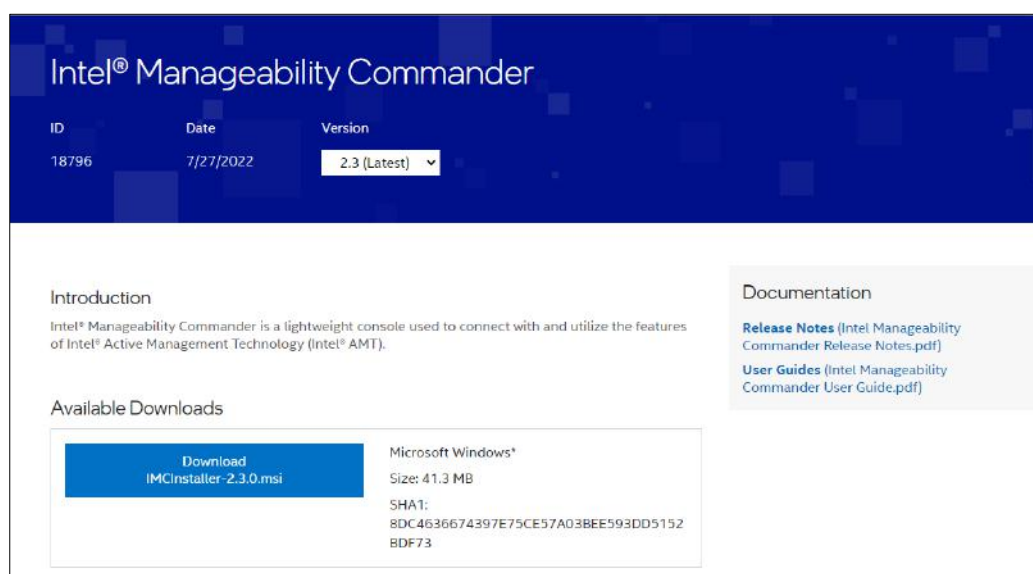 Intel® Manageability Commander
ID
Date
Version
18796
7/27/2022
2.3 (Latest)
Introduction
Intel® Manageability Commander is a lightweight console used to connect with and utilize the features
of Intel® Active Management Technology (Intel® AMT).
Documentation
Release Notes (Intel Manageability
Commander Release Notes.pdf)
User Guides (Intel Manageability
Commander User Guide.pdf)
Available Downloads
Download
IMCInstaller-2.3.0.msi
Microsoft Windows*
Size: 41.3 MB
SHA1:
8DC4636674397E75CE57A03BEE593DD5152
BDF73